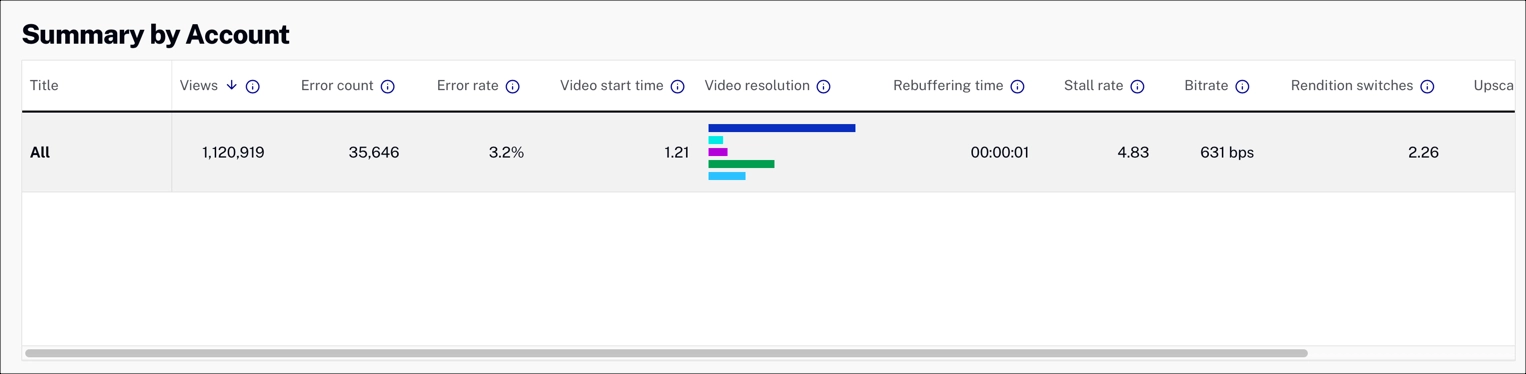 Summary by Account
Title Views Error count Error rate Video start time Video resolution Rebuffering time Stall rate Bitrate Rendition switches Upsca
All 1,120,919 35,646 3.2% 1.21 00:00:01 4.83 631 bps 2.26